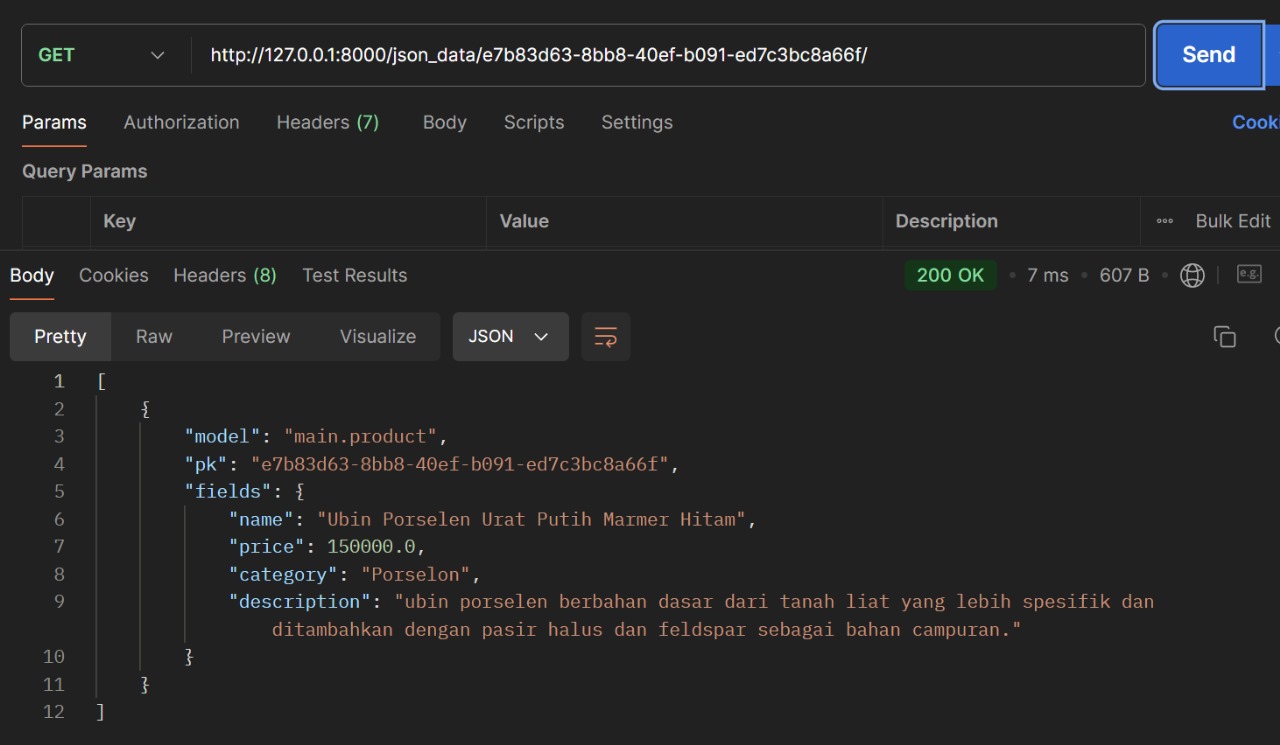 GET http://127.0.0.1:8000/json_data/e7b83d63-8bb8-40ef-b091-ed7c3bc8a66f/ Send
Params Authorization Headers (7) Body Scripts Settings Cooki
Query Params
Key Value Description Bulk Edit
Body Cookies Headers (8) Test Results 200 OK • 7 ms • 607 B • e.g.
Pretty Raw Preview Visualize JSON
1 [
2 {
3 "model": "main.product",
4 "pk": "e7b83d63-8bb8-40ef-b091-ed7c3bc8a66f",
5 "fields": {
6 "name": "Ubin Porselen Urat Putih Marmer Hitam",
7 "price": 150000.0,
8 "category": "Porselon",
9 "description": "ubin porselen berbahan dasar dari tanah liat yang lebih spesifik dan
ditambahkan dengan pasir halus dan feldspar sebagai bahan campuran."
10 }
11 }
12 ]